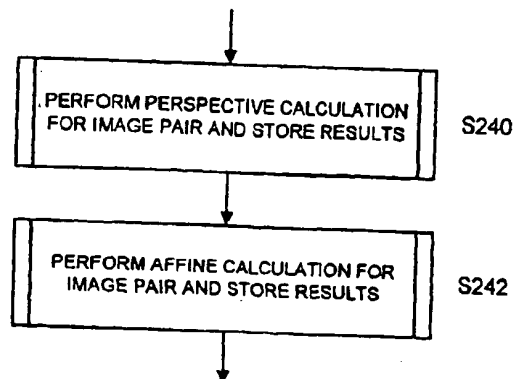 PERFORM PERSPECTIVE CALCULATION
FOR IMAGE PAIR AND STORE RESULTS
S240
PERFORM AFFINE CALCULATION FOR
IMAGE PAIR AND STORE RESULTS
S242